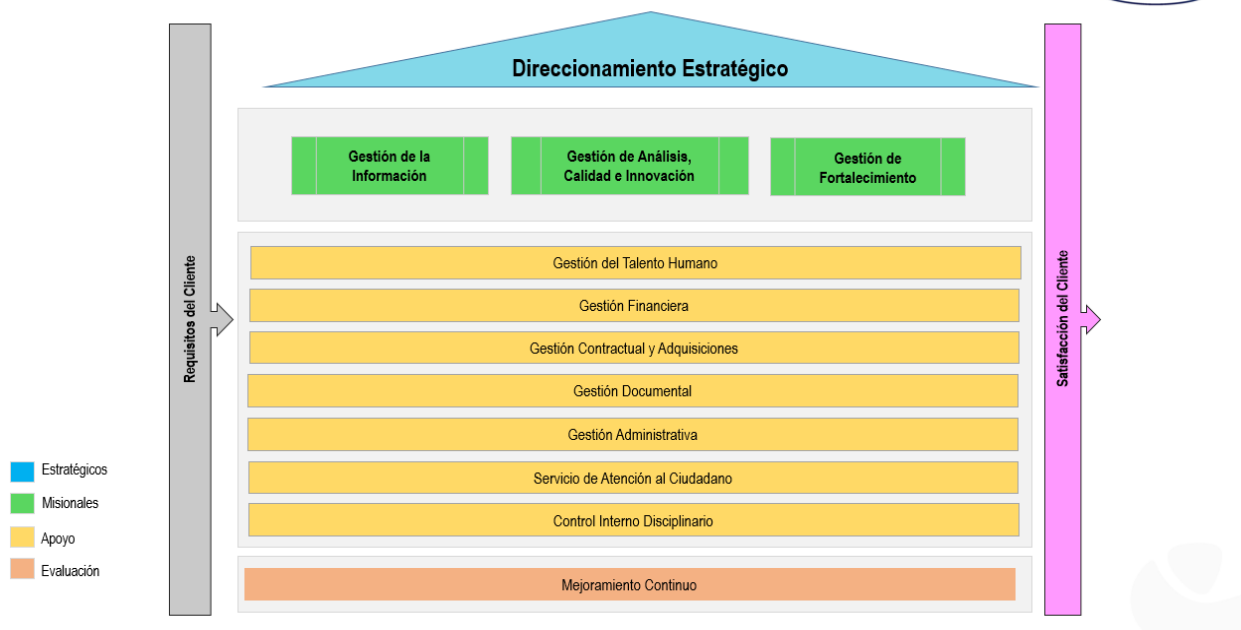 Direccionamiento Estratégico
Gestión de la
Información
Gestión de Análisis,
Calidad e Innovación
Gestión de
Fortalecimiento
Requisitos del Cliente
Gestión del Talento Humano
Gestión Financiera
Gestión Contractual y Adquisiciones
Gestión Documental
Gestión Administrativa
Servicio de Atención al Ciudadano
Control Interno Disciplinario
Mejoramiento Continuo
Satisfacción del Cliente
Estratégicos
Misionales
Apoyo
Evaluación